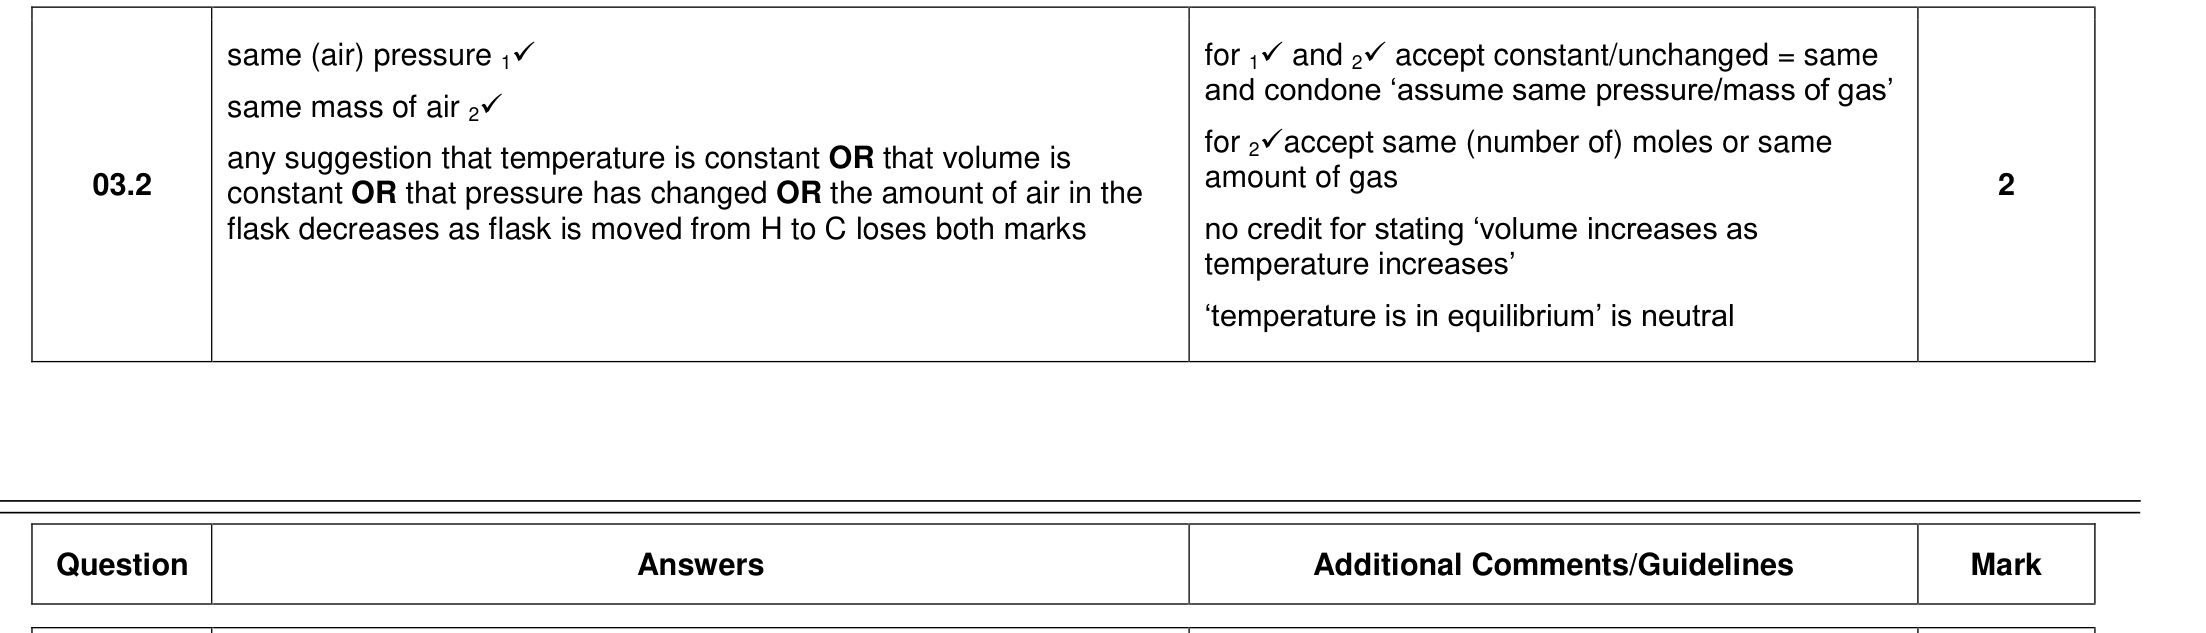 same (air) pressure ₁✓
same mass of air ₂✓
any suggestion that temperature is constant OR that volume is
constant OR that pressure has changed OR the amount of air in the
flask decreases as flask is moved from H to C loses both marks
for ₁✓ and ₂✓ accept constant/unchanged = same
and condone ‘assume same pressure/mass of gas’
for ₂✓accept same (number of) moles or same
amount of gas
no credit for stating ‘volume increases as
temperature increases’
‘temperature is in equilibrium’ is neutral
03.2
2
Question
Answers
Additional Comments/Guidelines
Mark